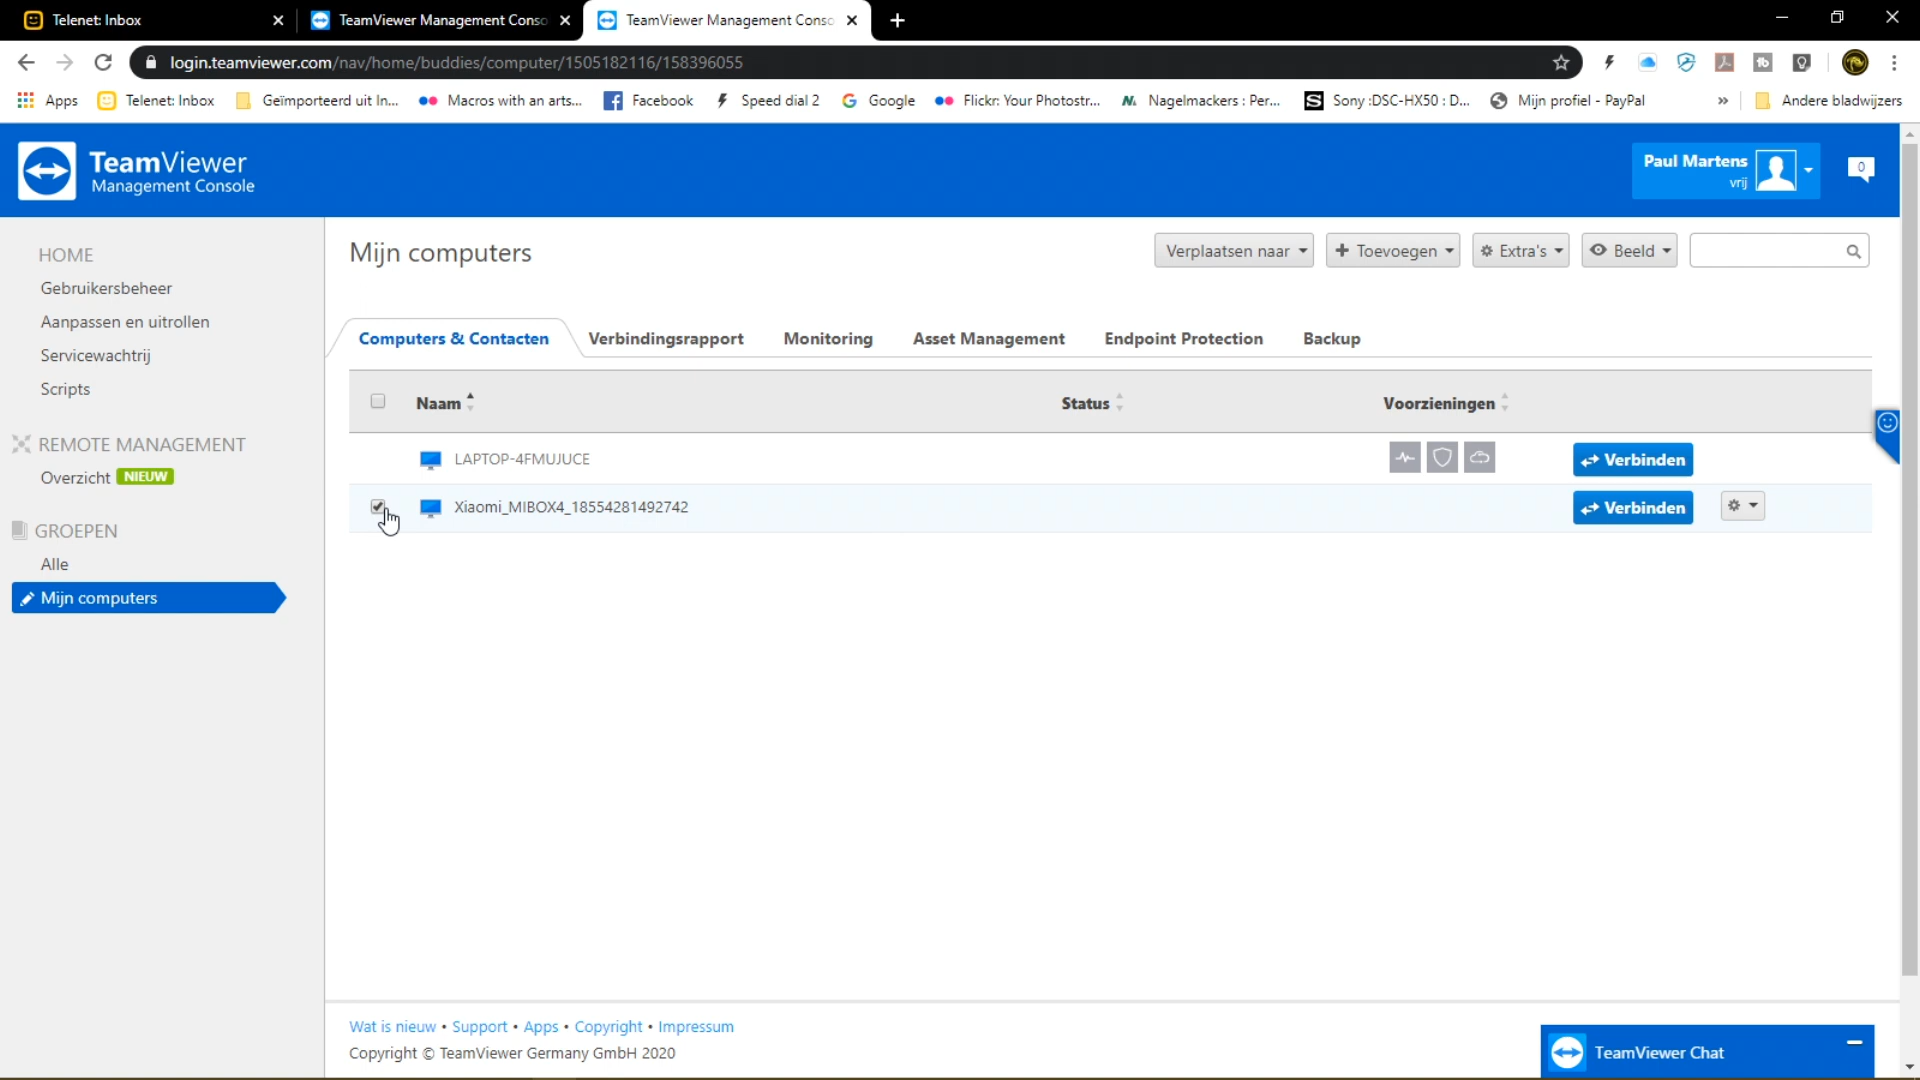 Telenet: Inbox
TeamViewer Management Conso
TeamViewer Management Conso
login.teamviewer.com/nav/home/buddies/computer/1505182116/158396055
Apps Telenet: Inbox Geïmporteerd uit In... Macros with an arts... Facebook Speed dial 2 Google Flickr: Your Photostr... Nagelmackers : Per... Sony :DSC-HX50 : D... Mijn profiel - PayPal » Andere bladwijzers
TeamViewer
Management Console
Paul Martens
vrij
0
HOME
Gebruikersbeheer
Aanpassen en uitrollen
Servicewachtrij
Scripts
REMOTE MANAGEMENT
Overzicht NIEUW
GROEPEN
Alle
Mijn computers
Mijn computers
Verplaatsen naar + Toevoegen Extra's Beeld
Computers & Contacten Verbindingsrapport Monitoring Asset Management Endpoint Protection Backup
Naam Status Voorzieningen
LAPTOP-4FMUJUCE Verbinden
Xiaomi_MIBOX4_18554281492742 Verbinden
Wat is nieuw • Support • Apps • Copyright • Impressum
Copyright © TeamViewer Germany GmbH 2020
TeamViewer Chat